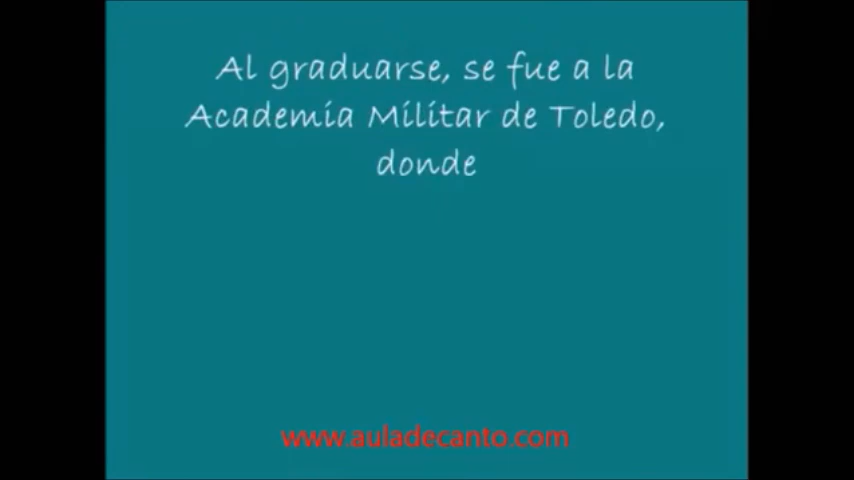 Al graduarse, se fue a la
Academia Militar de Toledo,
donde
www.auladecanto.com